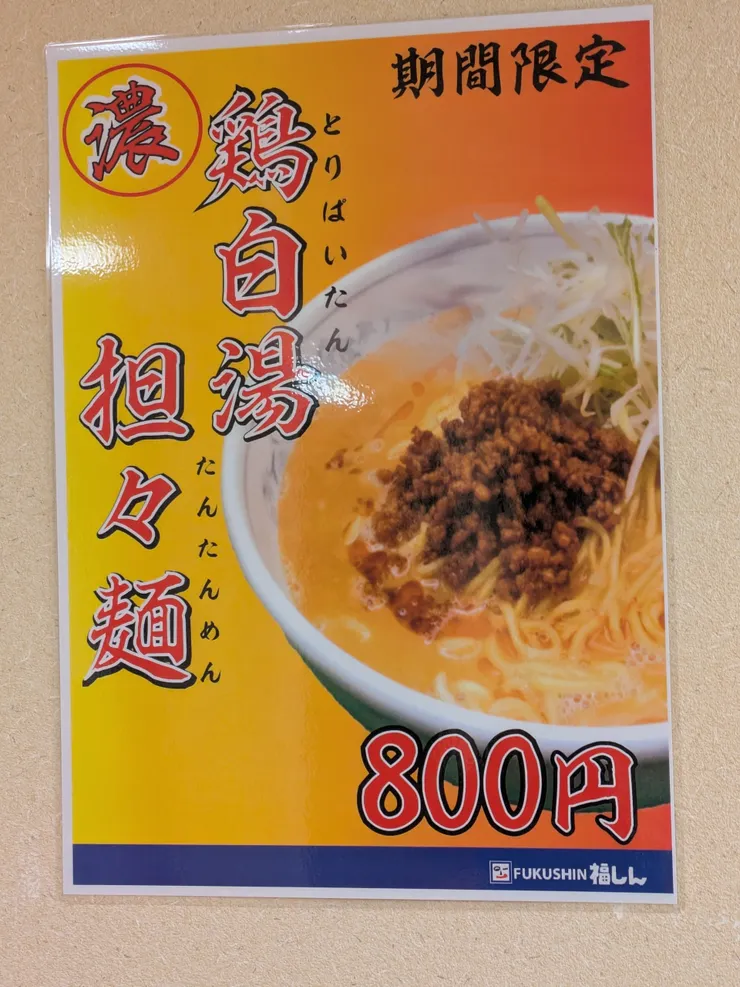 期間限定
濃
鶏白湯
とりぱいたん
担々麺
たんたんめん
800円
FUKUSHIN 福しん